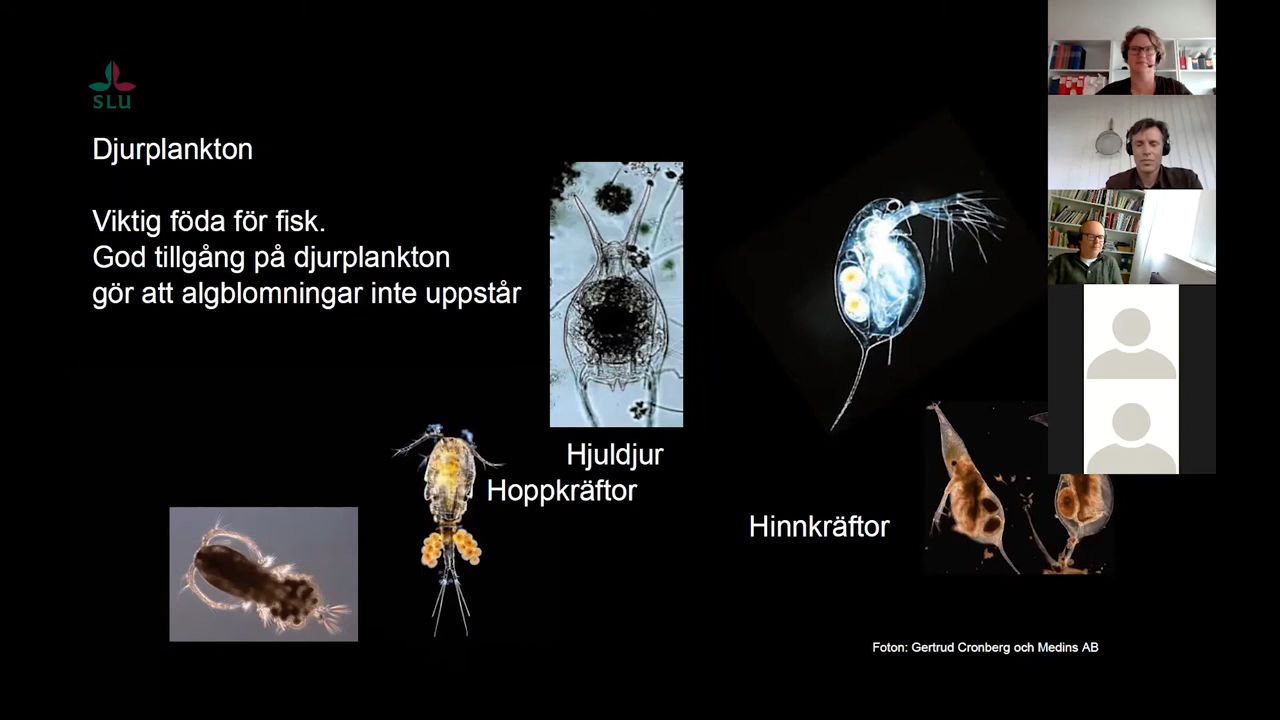 SLU
Djurplankton
Viktig föda för fisk.
God tillgång på djurplankton
gör att algblomningar inte uppstår
Hjuldjur
Hoppkräftor
Hinnkräftor
Foton: Gertrud Cronberg och Medins AB